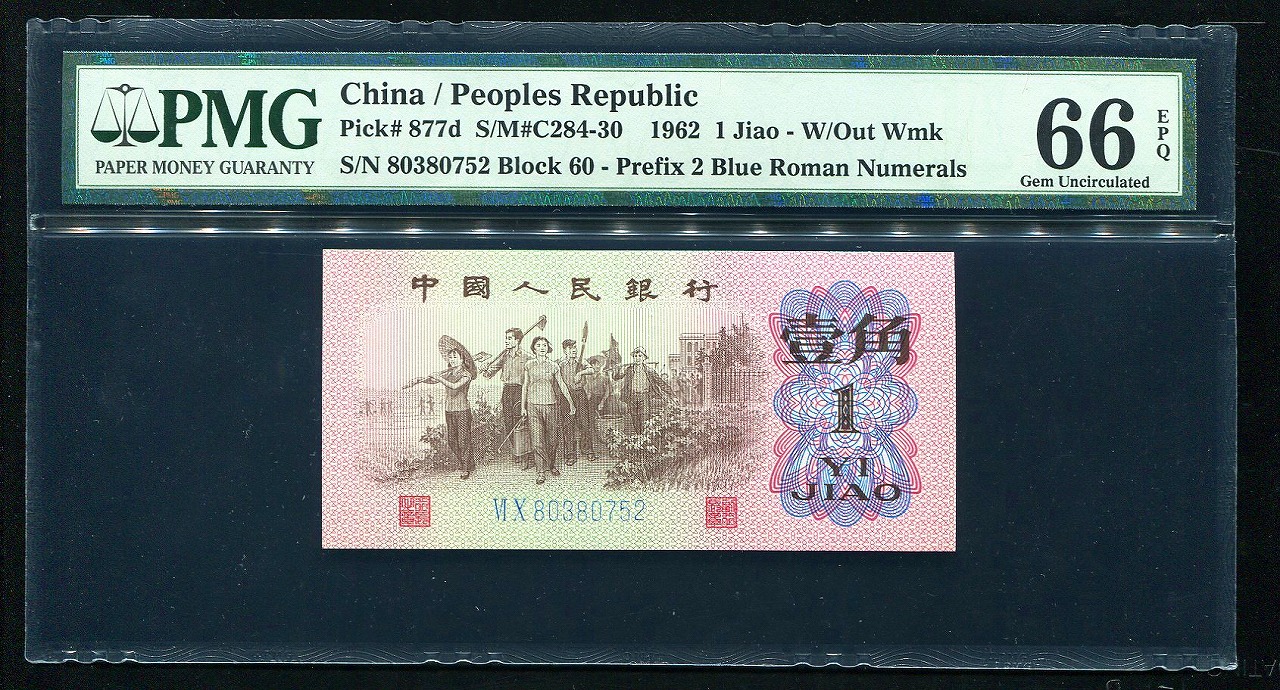 PMG
PAPER MONEY GUARANTY
China / Peoples Republic
Pick# 877d S/M#C284-30 1962 1 Jiao - W/Out Wmk
S/N 80380752 Block 60 - Prefix 2 Blue Roman Numerals
66
EPQ
Gem Uncirculated
中國人民銀行
壹角
1
YI
JIAO
VI X 80380752